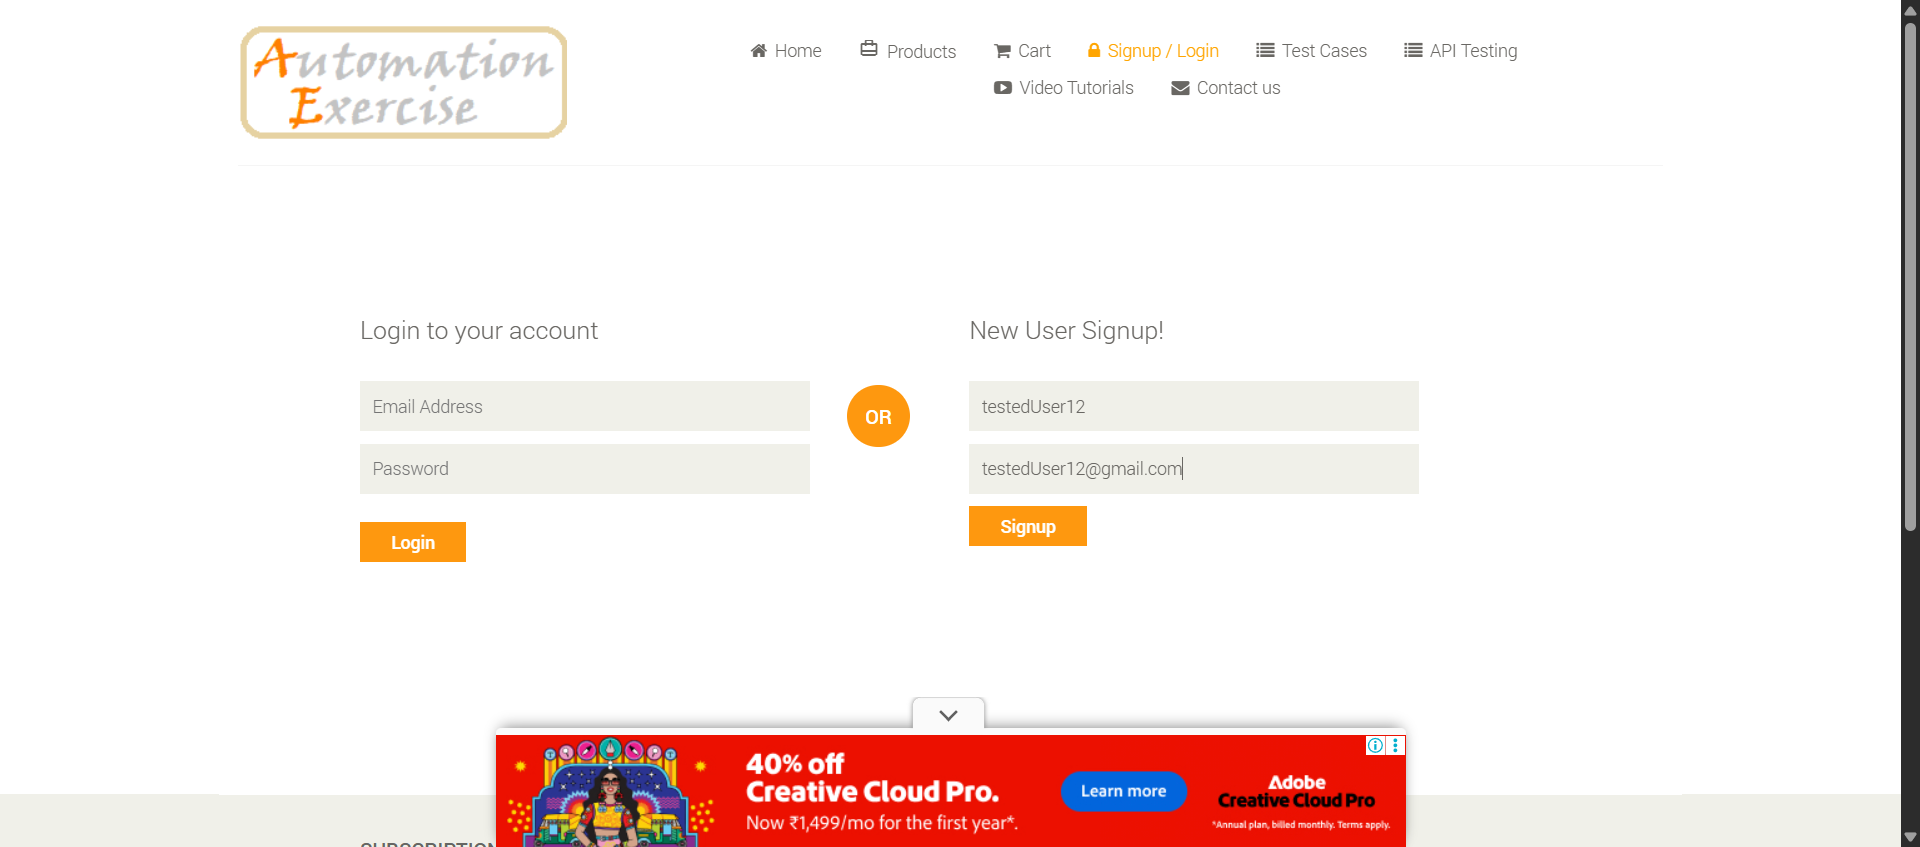 Automation
Exercise
Home
Products
Cart
Signup / Login
Test Cases
API Testing
Video Tutorials
Contact us
Login to your account
Email Address
Password
Login
OR
New User Signup!
testedUser12
testedUser12@gmail.com
Signup
40% off
Creative Cloud Pro.
Now ₹1,499/mo for the first year*.
Learn more
Adobe
Creative Cloud Pro
*Annual plan, billed monthly. Terms apply.
SUBSCRIPTION